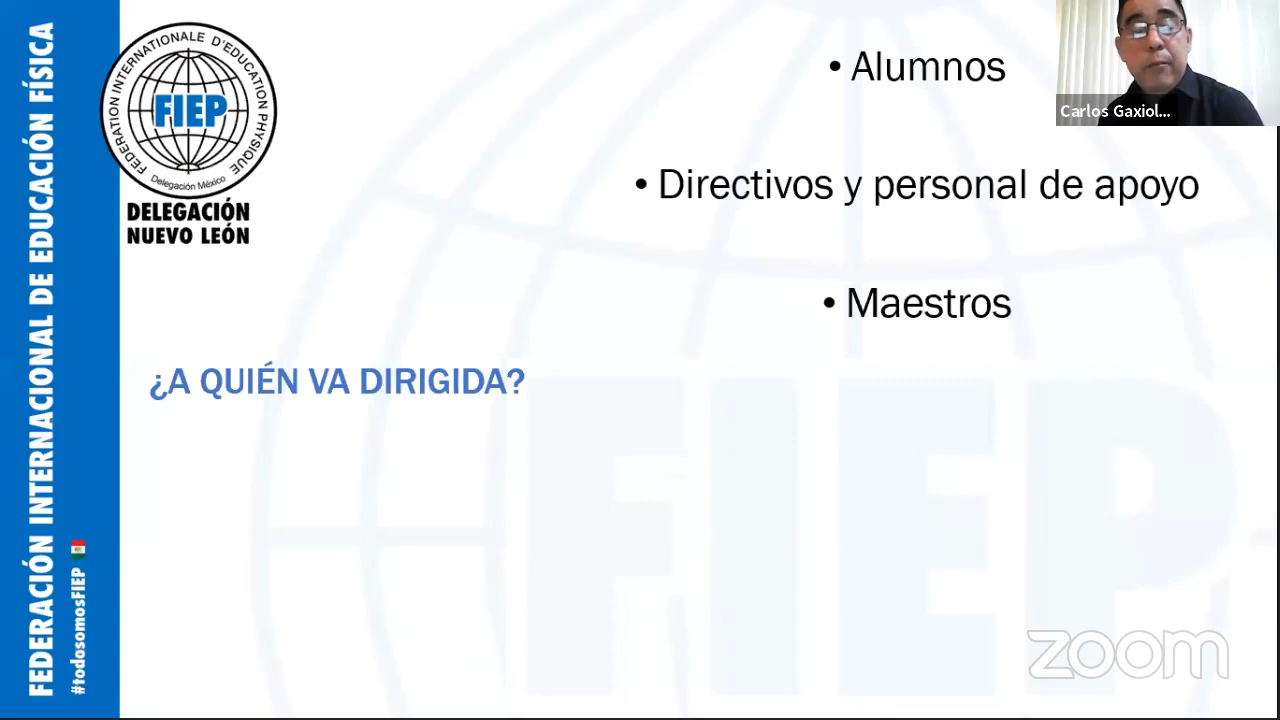 FEDERACIÓN INTERNACIONAL DE EDUCACIÓN FÍSICA
#todosomosFIEP
FEDERATION INTERNATIONALE D'EDUCATION PHYSIQUE
FIEP
Delegación México
DELEGACIÓN
NUEVO LEÓN
¿A QUIÉN VA DIRIGIDA?
• Alumnos
• Directivos y personal de apoyo
• Maestros
Carlos Gaxiol...
FIEP
zoom